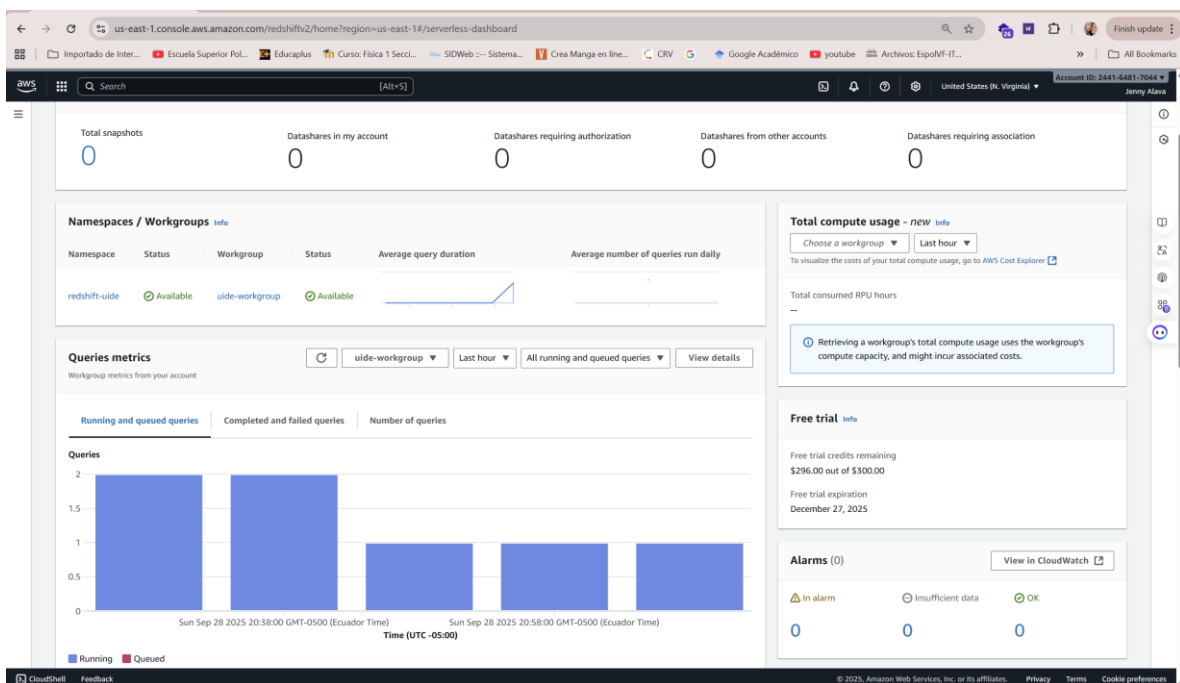 us-east-1.console.aws.amazon.com/redshiftv2/home?region=us-east-1#/serverless-dashboard
Finish update
Importado de Inter...
Escuela Superior Pol...
Educaplus
Curso: Física 1 Secci...
SIDWeb ::-- Sistema...
Crea Manga en líne...
CRV
Google Académico
youtube
Archivos: EspolVF-IT...
»
All Bookmarks
aws
Search
[Alt+S]
United States (N. Virginia)
Account ID: 2441-6481-7044
Jenny Alava
Total snapshots
0
Datashares in my account
0
Datashares requiring authorization
0
Datashares from other accounts
0
Datashares requiring association
0
Namespaces / Workgroups Info
Namespace Status Workgroup Status Average query duration Average number of queries run daily
redshift-uide Available uide-workgroup Available
Total compute usage - new Info
Choose a workgroup Last hour
To visualize the costs of your total compute usage, go to AWS Cost Explorer
Total consumed RPU hours
--
Retrieving a workgroup's total compute usage uses the workgroup's
compute capacity, and might incur associated costs.
Queries metrics
Workgroup metrics from your account
uide-workgroup Last hour All running and queued queries View details
Running and queued queries Completed and failed queries Number of queries
Queries
2
1.5
1
0.5
0
Sun Sep 28 2025 20:38:00 GMT-0500 (Ecuador Time) Sun Sep 28 2025 20:58:00 GMT-0500 (Ecuador Time)
Time (UTC -05:00)
Running Queued
Free trial Info
Free trial credits remaining
$296.00 out of $300.00
Free trial expiration
December 27, 2025
Alarms (0)
View in CloudWatch
In alarm
0
Insufficient data
0
OK
0
CloudShell Feedback
© 2025, Amazon Web Services, Inc. or its affiliates. Privacy Terms Cookie preferences